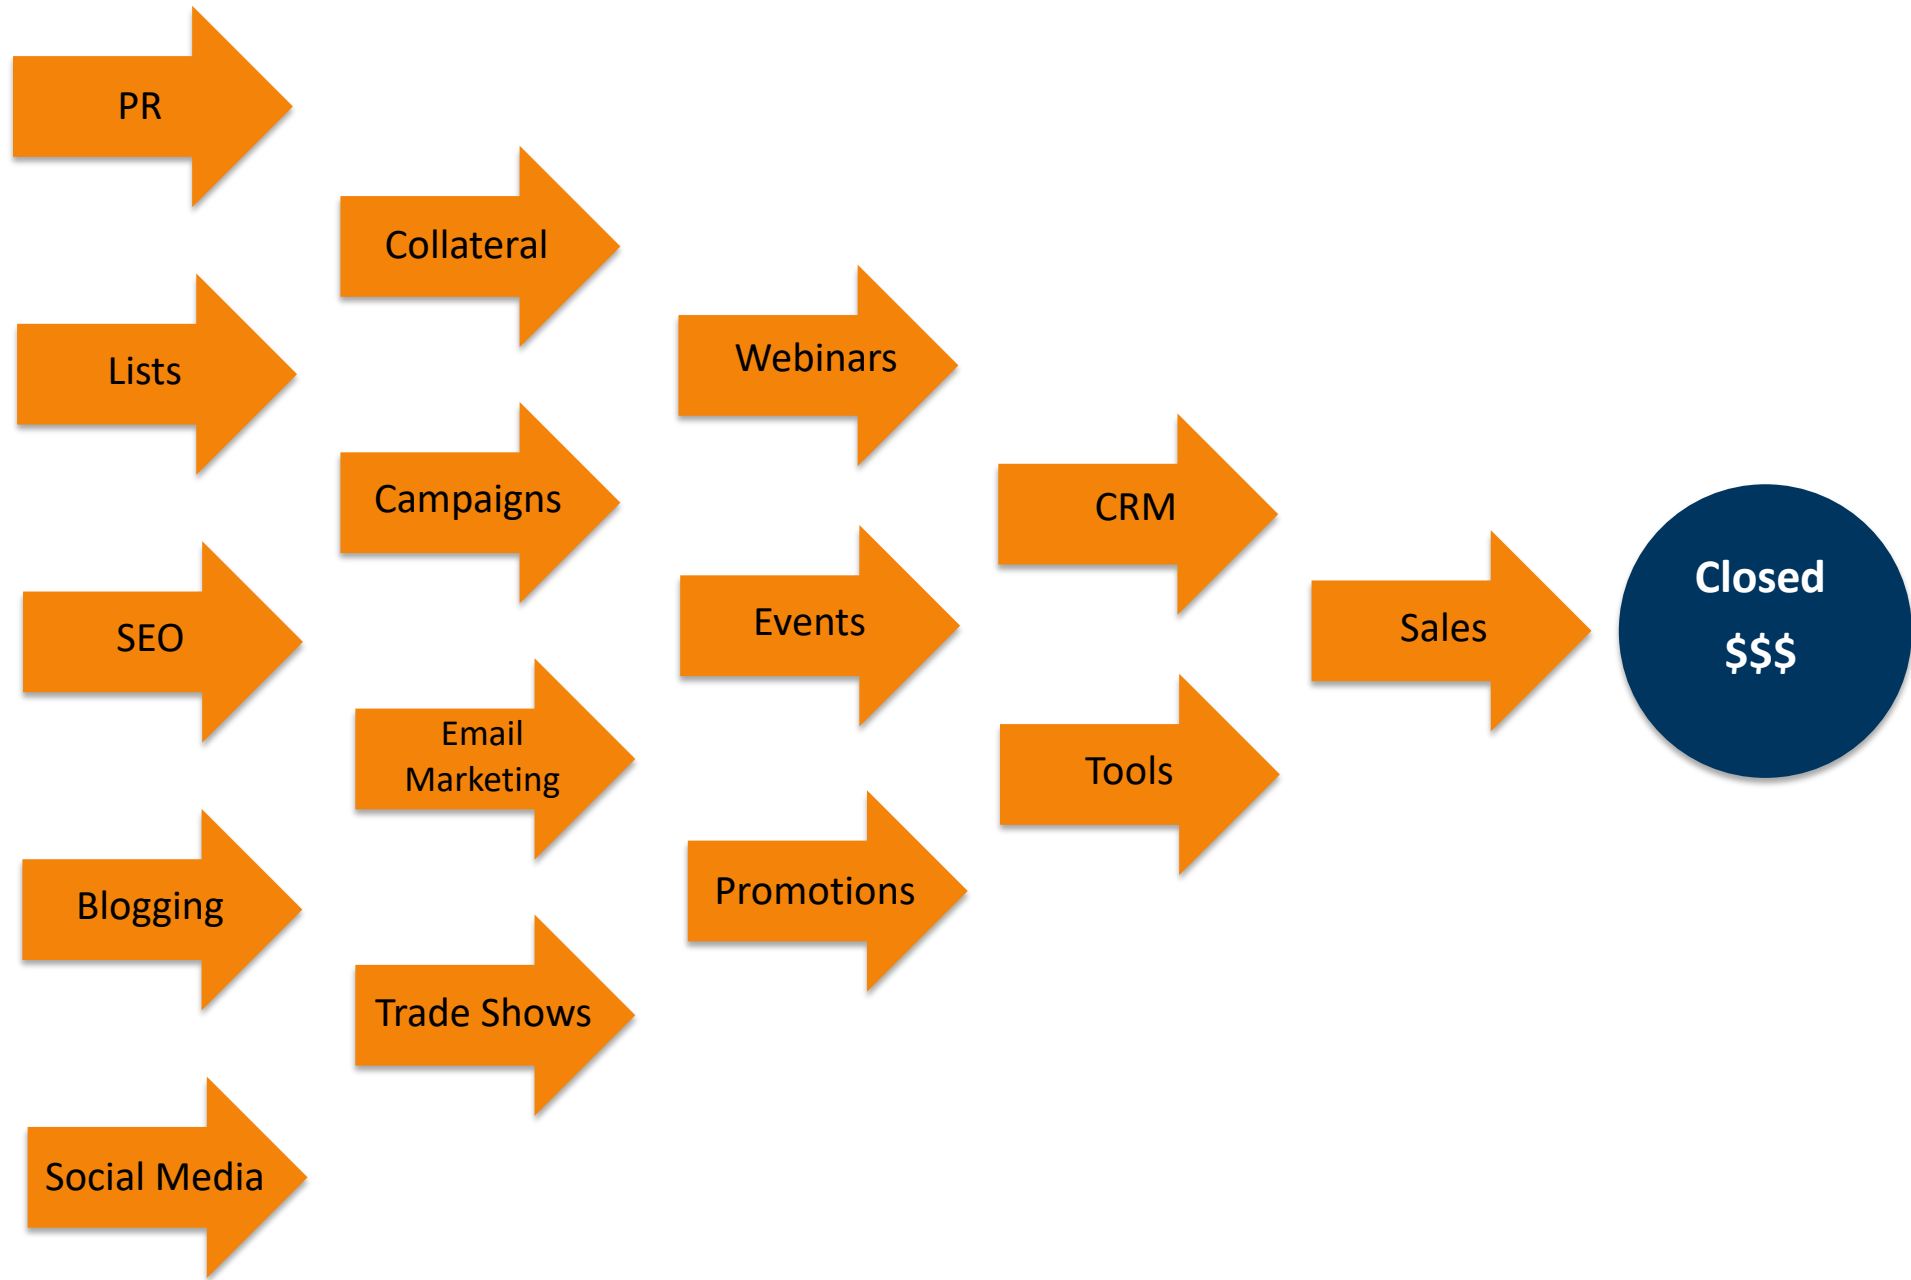 PR
Lists
SEO
Blogging
Social Media
Collateral
Campaigns
Email
Marketing
Trade Shows
Webinars
Events
Promotions
CRM
Tools
Sales
Closed
$$$